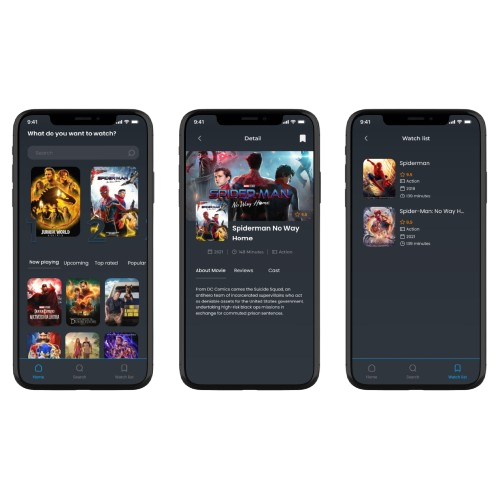 9:41
What do you want to watch?
Search
JURASSIC WORLD
SPIDER-MAN
Now playing
Upcoming
Top rated
Popular
Home
Search
Watch list
9:41
Detail
SPIDER-MAN
No Way Home
9.5
Spiderman No Way
Home
2021
148 Minutes
Action
About Movie
Reviews
Cast
From DC Comics comes the Suicide Squad, an
antihero team of incarcerated supervillains who act
as deniable assets for the United States government
undertaking high-risk black ops missions in
exchange for commuted prison sentences.
9:41
Watch list
Spiderman
9.5
Action
2019
139 minutes
Spider-Man: No Way H...
9.5
Action
2021
139 minutes
Home
Search
Watch list